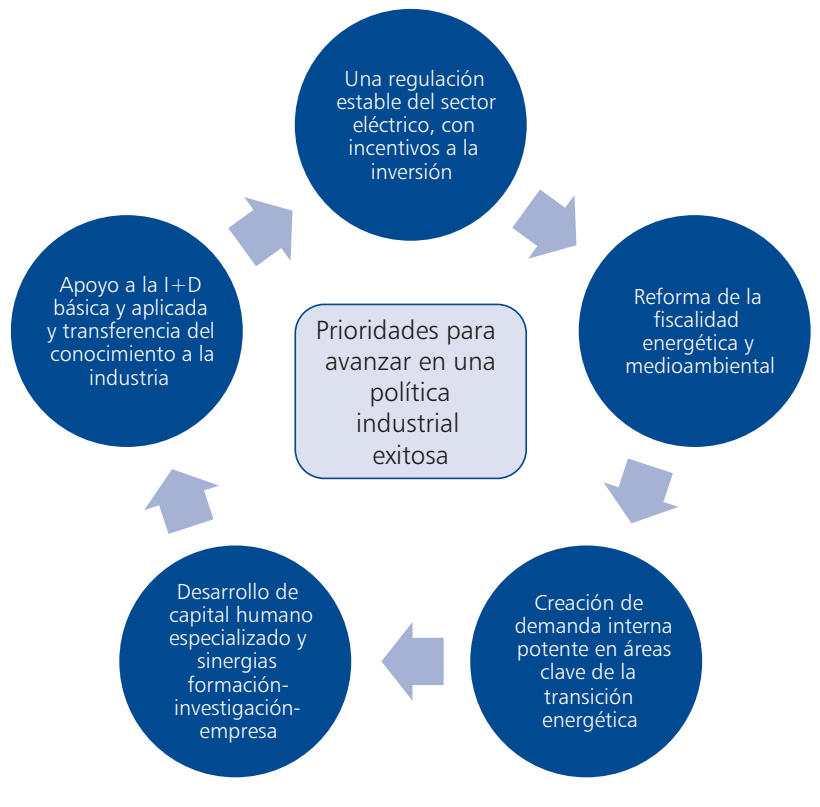 Una regulación
estable del sector
eléctrico, con
incentivos a la
inversión
Reforma de la
fiscalidad
energética y
medioambiental
Creación de
demanda interna
potente en áreas
clave de la
transición
energética
Desarrollo de
capital humano
especializado y
sinergias
formación-
investigación-
empresa
Apoyo a la I+D
básica y aplicada
y transferencia del
conocimiento a la
industria
Prioridades para
avanzar en una
política
industrial
exitosa